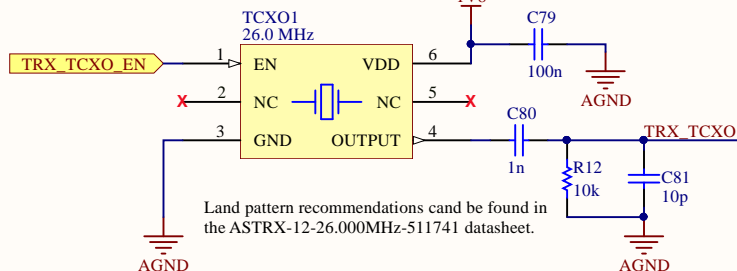 TCXO1
26.0 MHz
C79
100n
AGND
TRX_TCXO_EN
1 EN VDD 6
X 2 NC NC 5 X
3 GND OUTPUT 4
C80
1n
TRX_TCXO
R12
10k
C81
10p
Land pattern recommendations cand be found in
the ASTRX-12-26.000MHz-511741 datasheet.
AGND
AGND